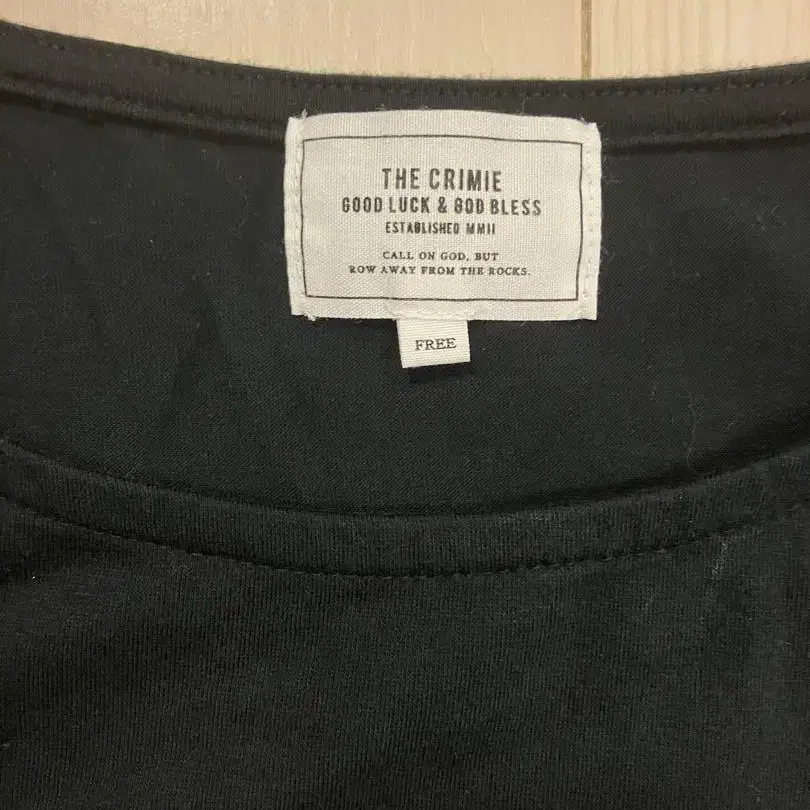 THE CRIMIE
GOOD LUCK & GOD BLESS
ESTABLISHED MMII
CALL ON GOD, BUT
ROW AWAY FROM THE ROCKS.
FREE